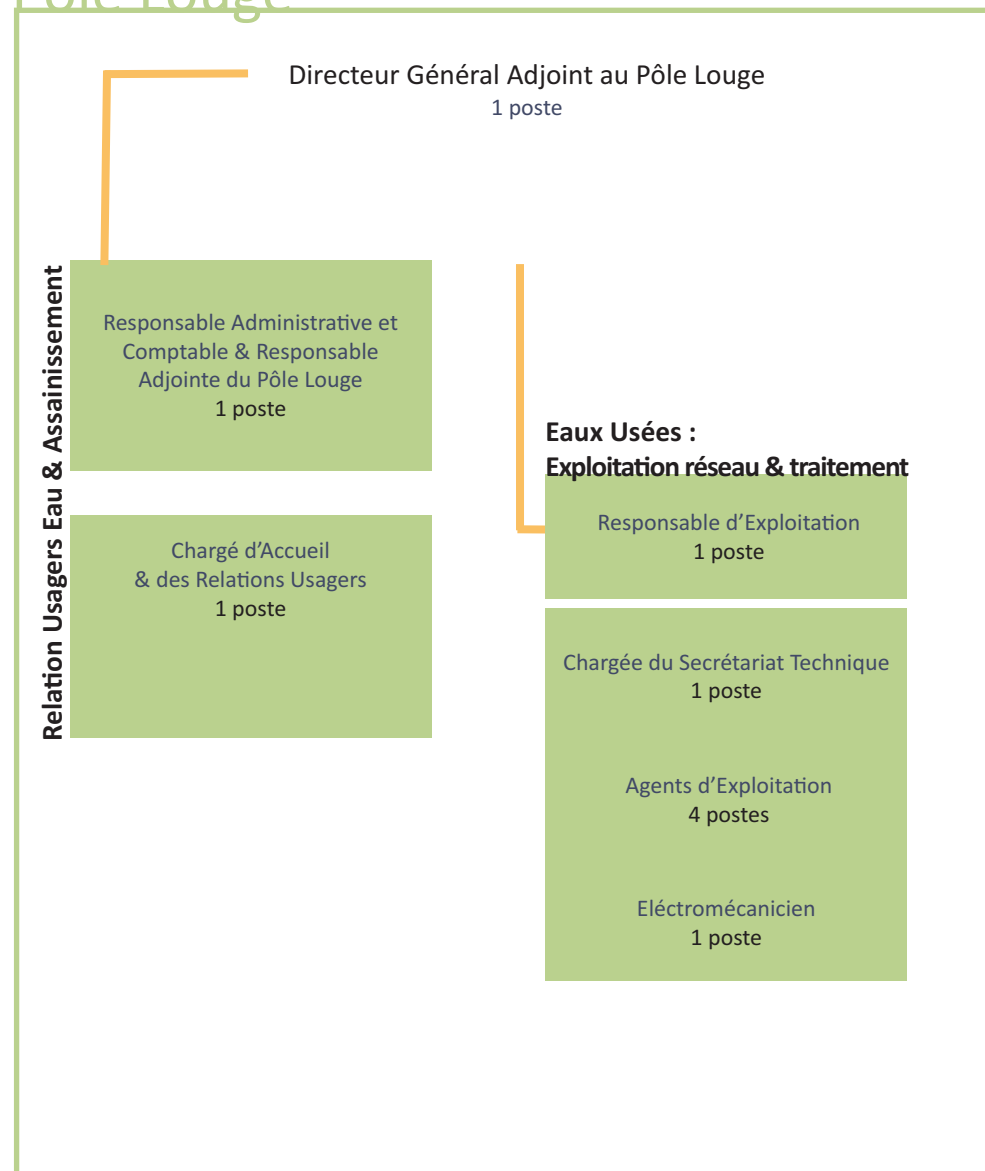 Pôle Louge
Directeur Général Adjoint au Pôle Louge
1 poste
Relation Usagers Eau & Assainissement
Responsable Administrative et
Comptable & Responsable
Adjointe du Pôle Louge
1 poste
Chargé d’Accueil
& des Relations Usagers
1 poste
Eaux Usées :
Exploitation réseau & traitement
Responsable d’Exploitation
1 poste
Chargée du Secrétariat Technique
1 poste
Agents d’Exploitation
4 postes
Eléctromécanicien
1 poste